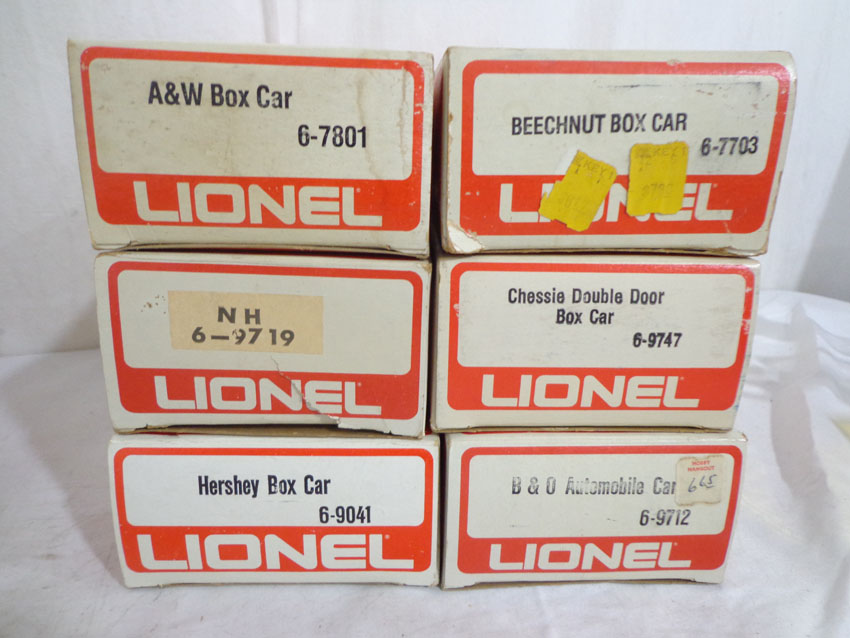 A&W Box Car
6-7801
LIONEL
BEECHNUT BOX CAR
6-7703
LIONEL
NH
6-9719
LIONEL
Chessie Double Door
Box Car
6-9747
LIONEL
Hershey Box Car
6-9041
LIONEL
B & O Automobile Car
665
6-9712
LIONEL